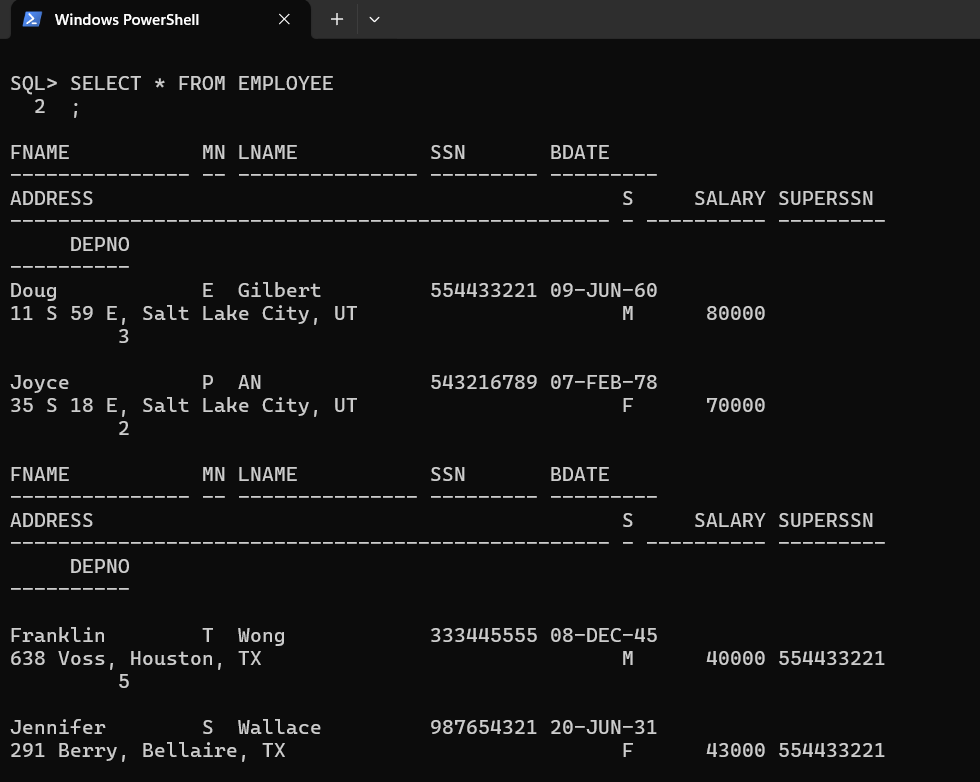 Windows PowerShell
SQL> SELECT * FROM EMPLOYEE
  2  ;
FNAME           MN LNAME           SSN       BDATE
--------------- -- --------------- --------- ---------
ADDRESS                                            S     SALARY SUPERSSN
-------------------------------------------------- - ---------- ---------
     DEPNO
----------
Doug            E  Gilbert         554433221 09-JUN-60
11 S 59 E, Salt Lake City, UT                      M      80000
         3
Joyce           P  AN              543216789 07-FEB-78
35 S 18 E, Salt Lake City, UT                      F      70000
         2
FNAME           MN LNAME           SSN       BDATE
--------------- -- --------------- --------- ---------
ADDRESS                                            S     SALARY SUPERSSN
-------------------------------------------------- - ---------- ---------
     DEPNO
----------
Franklin        T  Wong            333445555 08-DEC-45
638 Voss, Houston, TX                              M      40000 554433221
         5
Jennifer        S  Wallace         987654321 20-JUN-31
291 Berry, Bellaire, TX                            F      43000 554433221